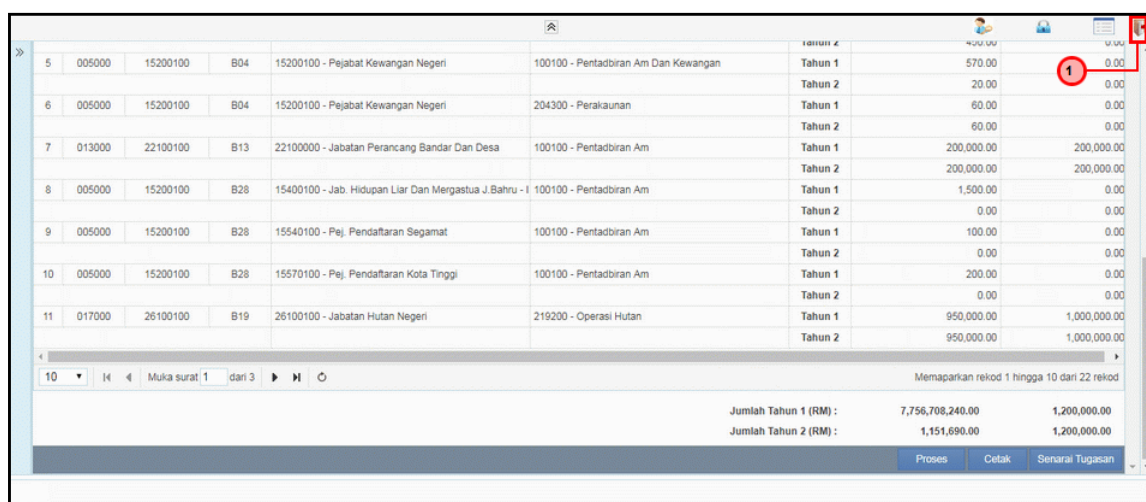 Tahun 2 450.00 0.00
5 005000 15200100 B04 15200100 - Pejabat Kewangan Negeri 100100 - Pentadbiran Am Dan Kewangan Tahun 1 570.00 0.00
1
Tahun 2 20.00 0.00
6 005000 15200100 B04 15200100 - Pejabat Kewangan Negeri 204300 - Perakaunan Tahun 1 60.00 0.00
Tahun 2 60.00 0.00
7 013000 22100100 B13 22100000 - Jabatan Perancang Bandar Dan Desa 100100 - Pentadbiran Am Tahun 1 200,000.00 200,000.00
Tahun 2 200,000.00 200,000.00
8 005000 15200100 B28 15400100 - Jab. Hidupan Liar Dan Mergastua J.Bahru - I 100100 - Pentadbiran Am Tahun 1 1,500.00 0.00
Tahun 2 0.00 0.00
9 005000 15200100 B28 15540100 - Pej. Pendaftaran Segamat 100100 - Pentadbiran Am Tahun 1 100.00 0.00
Tahun 2 0.00 0.00
10 005000 15200100 B28 15570100 - Pej. Pendaftaran Kota Tinggi 100100 - Pentadbiran Am Tahun 1 200.00 0.00
Tahun 2 0.00 0.00
11 017000 26100100 B19 26100100 - Jabatan Hutan Negeri 219200 - Operasi Hutan Tahun 1 950,000.00 1,000,000.00
Tahun 2 950,000.00 1,000,000.00
10 Muka surat 1 dari 3 Memaparkan rekod 1 hingga 10 dari 22 rekod
Jumlah Tahun 1 (RM) : 7,756,708,240.00 1,200,000.00
Jumlah Tahun 2 (RM) : 1,151,690.00 1,200,000.00
Proses Cetak Senarai Tugasan